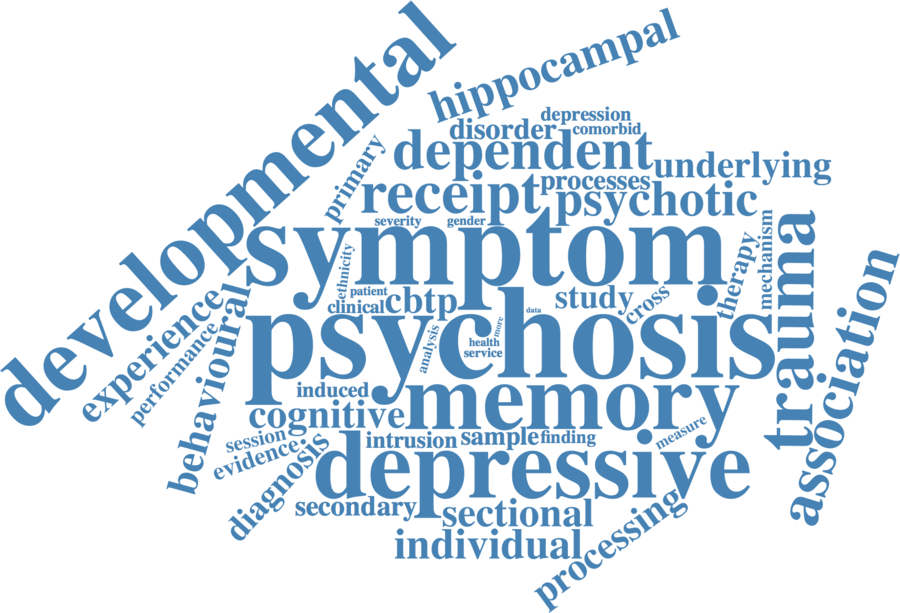 developmental
hippocampal
depression
disorder
comorbid
dependent
primary
underlying
receipt
processes
psychotic
severity
gender
symptom
mechanism
trauma
therapy
ethnicity
patient
clinical
cbtp
study
cross
association
experience
performance
behavioural
psychosis
data
more
analysis
health
service
induced
memory
cognitive
measure
session
intrusion
sample
finding
evidence
diagnosis
depressive
secondary
sectional
processing
individual